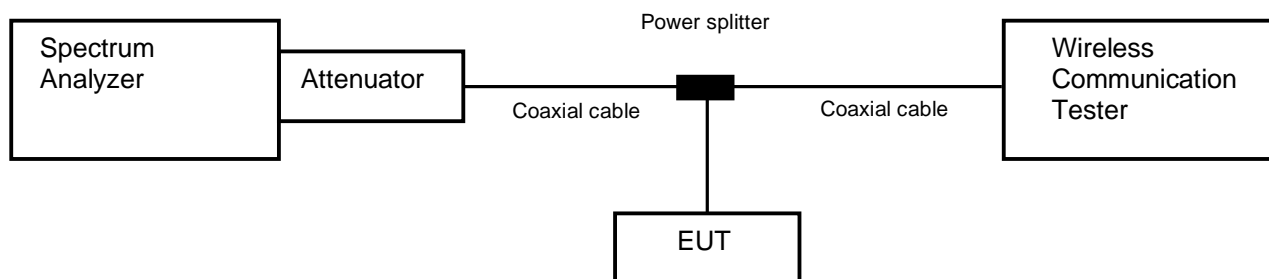 Power splitter
Spectrum
Analyzer
Attenuator
Coaxial cable
Coaxial cable
Wireless
Communication
Tester
EUT